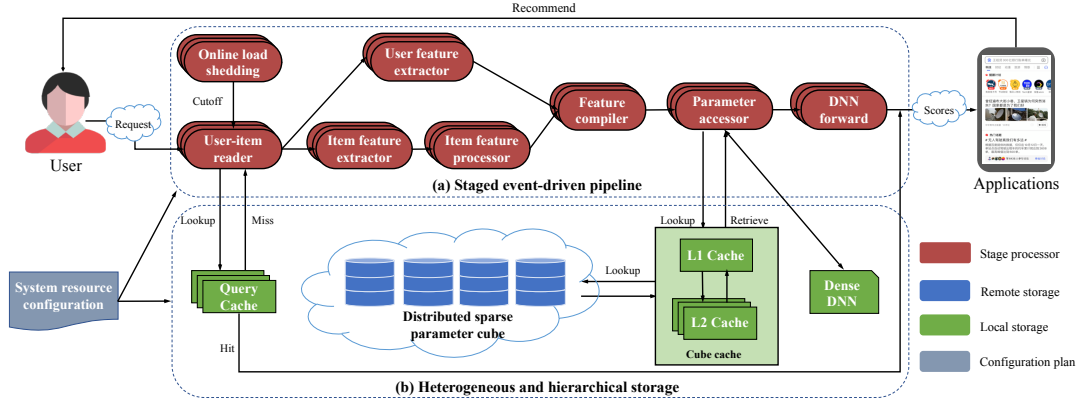 Recommend
Online load
shedding
User feature
extractor
Cutoff
Request
User-item
reader
Item feature
extractor
Item feature
processor
Feature
compiler
Parameter
accessor
DNN
forward
Scores
User
Applications
(a) Staged event-driven pipeline
Lookup
Miss
Lookup
Retrieve
System resource
configuration
Query
Cache
Hit
Distributed sparse
parameter cube
Lookup
L1 Cache
L2 Cache
Cube cache
Dense
DNN
(b) Heterogeneous and hierarchical storage
Stage processor
Remote storage
Local storage
Configuration plan